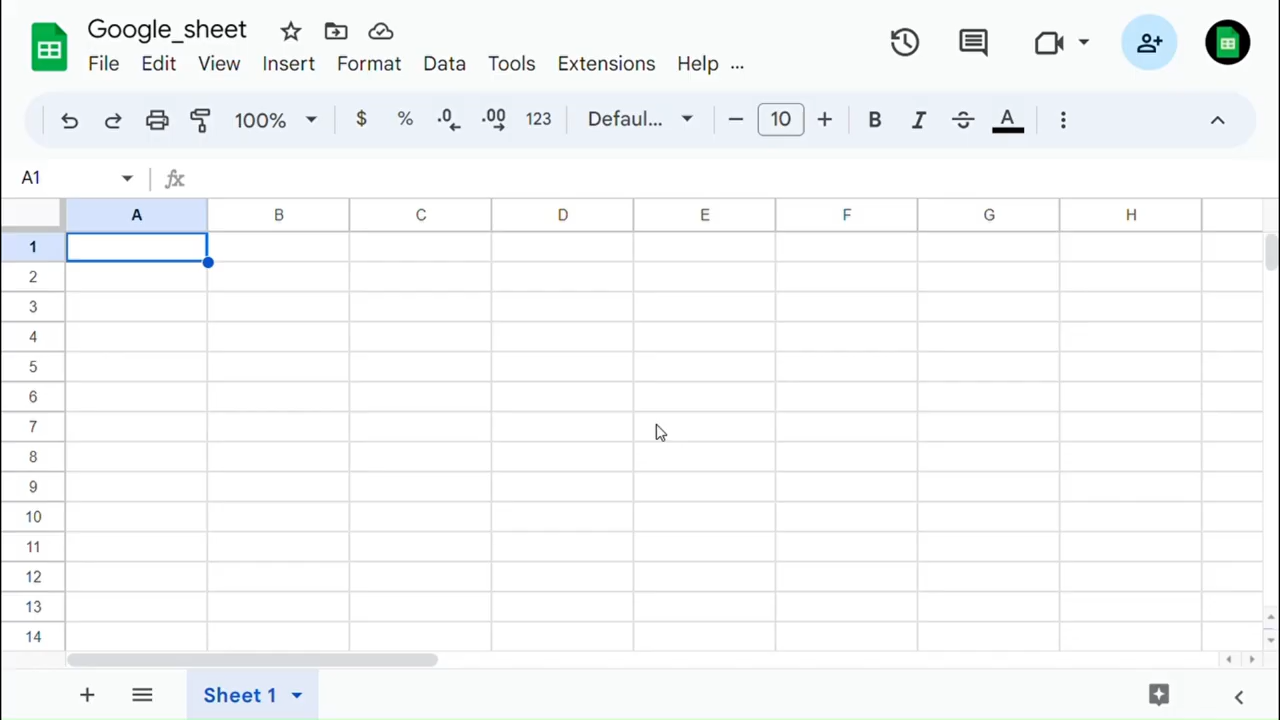 Google_sheet
File Edit View Insert Format Data Tools Extensions Help ...
100% $ % .0 .00 123 Defaul... 10 B I S A
A1 fx
A B C D E F G H
1
2
3
4
5
6
7
8
9
10
11
12
13
14
Sheet 1